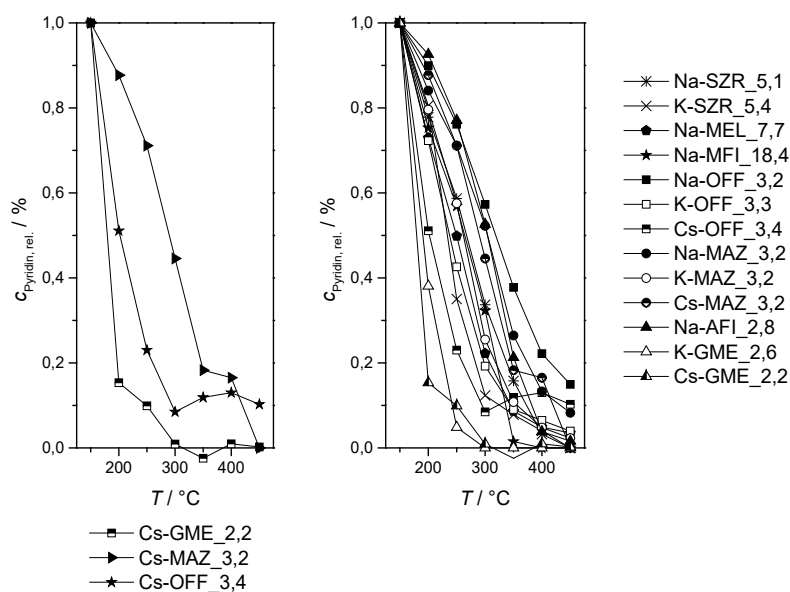 1,0
0,8
0,6
0,4
0,2
0,0
c Pyridin, rel. / %
200 300 400
T / °C
Cs-GME_2,2
Cs-MAZ_3,2
Cs-OFF_3,4
1,0
0,8
0,6
0,4
0,2
0,0
c Pyridin, rel. / %
200 300 400
T / °C
Na-SZR_5,1
K-SZR_5,4
Na-MEL_7,7
Na-MFI_18,4
Na-OFF_3,2
K-OFF_3,3
Cs-OFF_3,4
Na-MAZ_3,2
K-MAZ_3,2
Cs-MAZ_3,2
Na-AFI_2,8
K-GME_2,6
Cs-GME_2,2